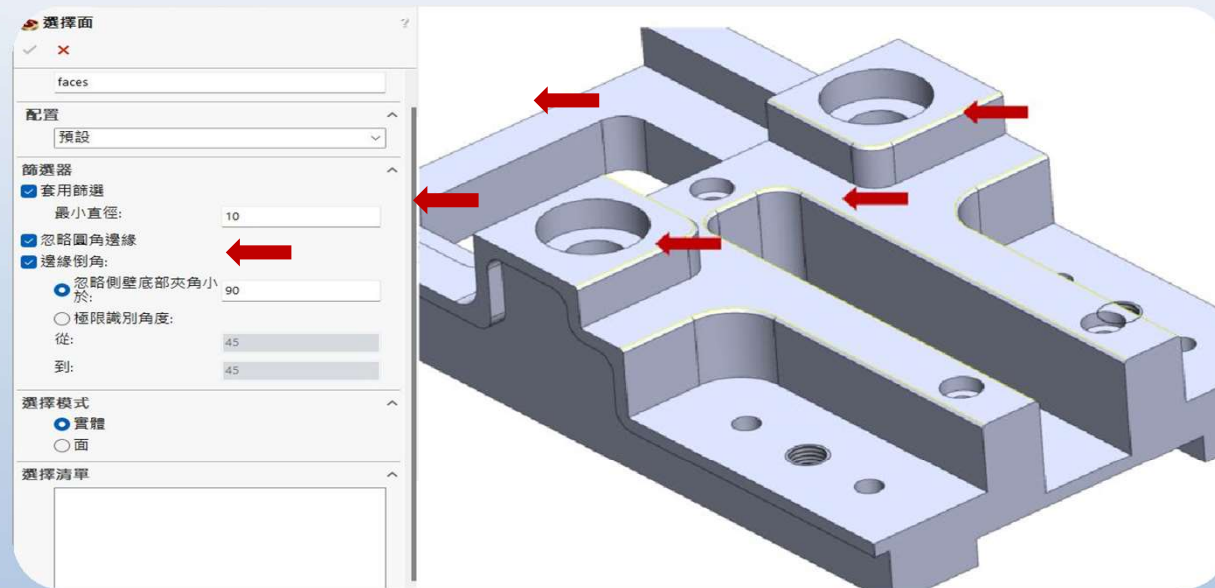 選擇面
?
faces
配置
預設
篩選器
套用篩選
最小直徑: 10
忽略圓角邊緣
邊緣倒角:
忽略側壁底部夾角小
於: 90
極限識別角度:
從: 45
到: 45
選擇模式
實體
面
選擇清單